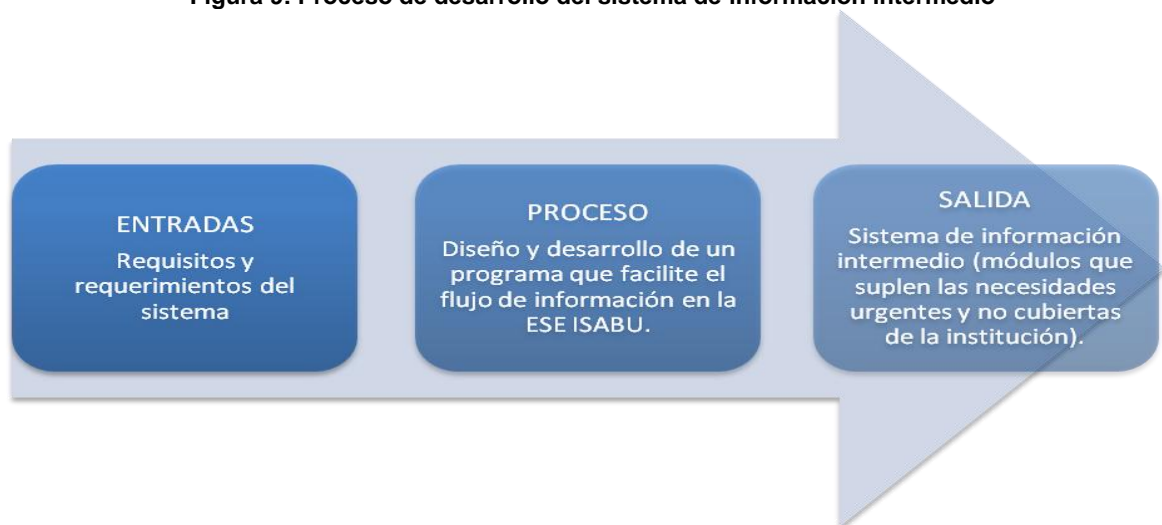 Figura Proceso de desarrollo del sistema de información intermedio
ENTRADAS
Requisitos y
requerimientos del
sistema
PROCESO
Diseño y desarrollo de un
programa que facilite el
flujo de información en la
ESE ISABU.
SALIDA
Sistema de información
intermedio (módulos que
suplen las necesidades
urgentes y no cubiertas
de la institución).